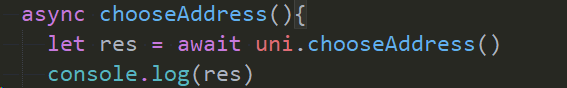 async chooseAddress(){
let res = await uni.chooseAddress()
console.log(res)